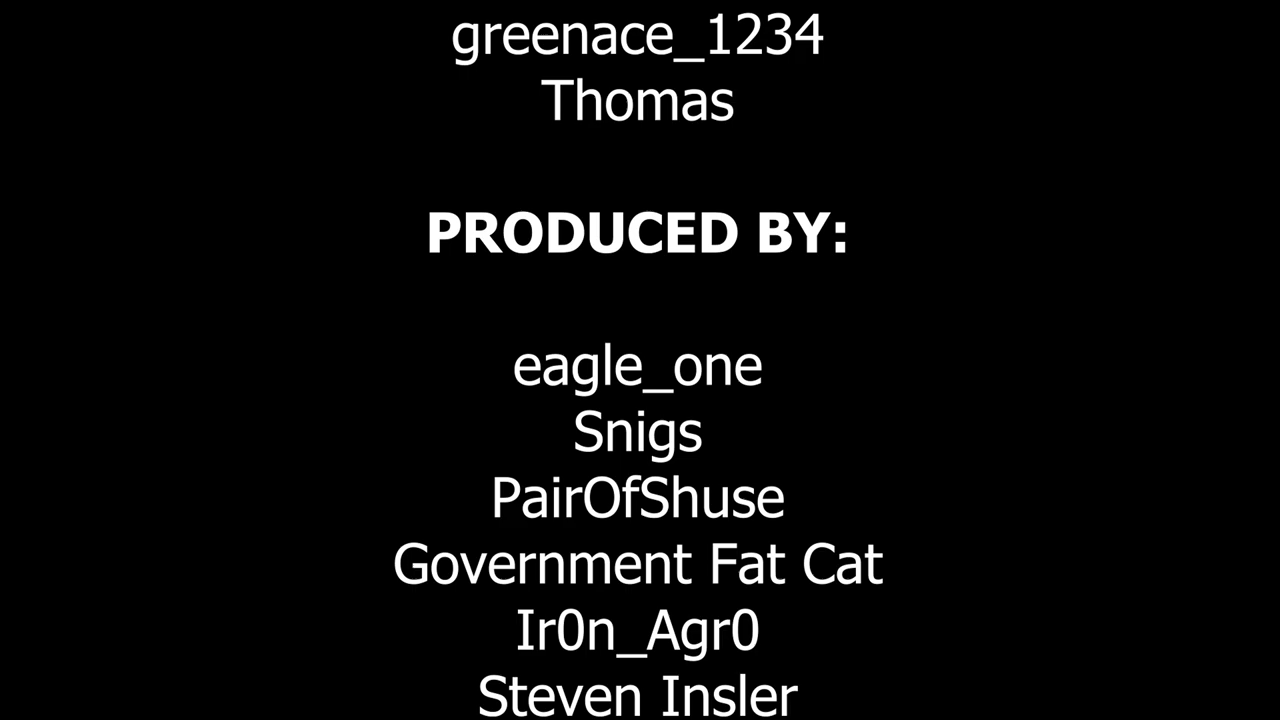 greenace_1234
Thomas
PRODUCED BY:
eagle_one
Snigs
PairOfShuse
Government Fat Cat
Ir0n_Agr0
Steven Insler